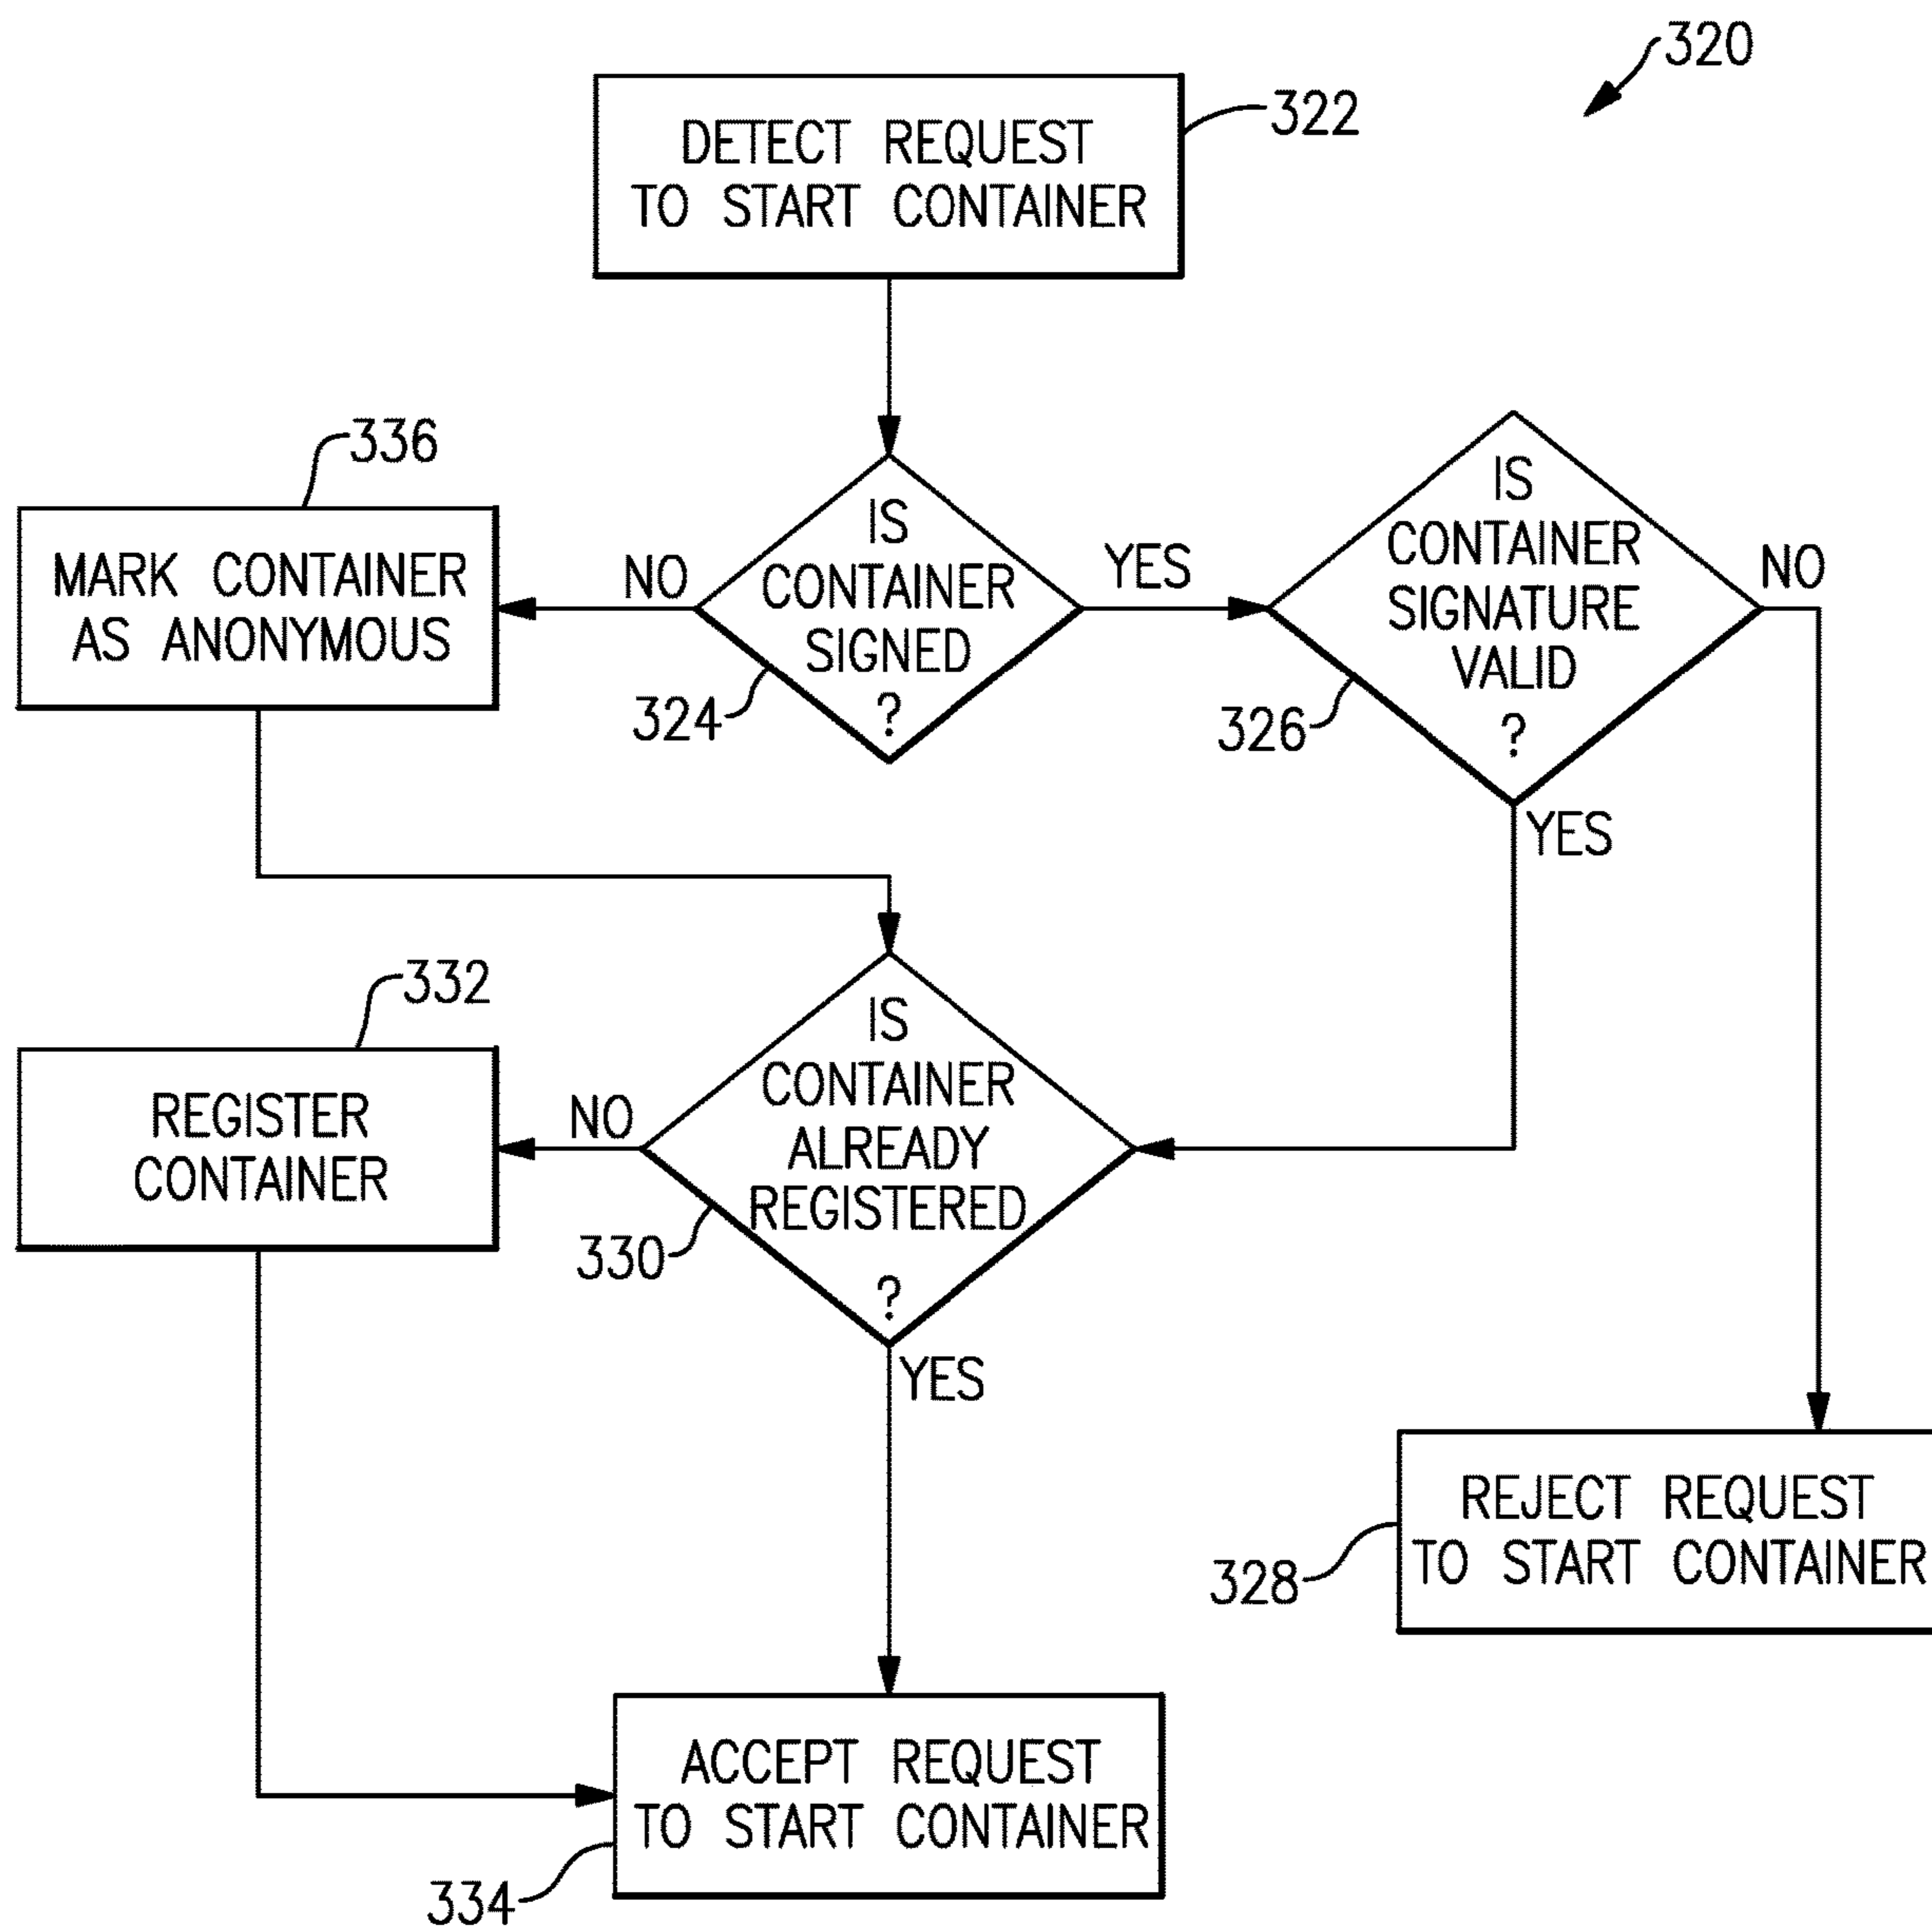 320
DETECT REQUEST
TO START CONTAINER
322
336
MARK CONTAINER
AS ANONYMOUS
NO
IS
CONTAINER
SIGNED
?
324
YES
IS
CONTAINER
SIGNATURE
VALID
?
326
NO
YES
332
REGISTER
CONTAINER
NO
IS
CONTAINER
ALREADY
REGISTERED
?
330
YES
REJECT REQUEST
TO START CONTAINER
328
ACCEPT REQUEST
TO START CONTAINER
334